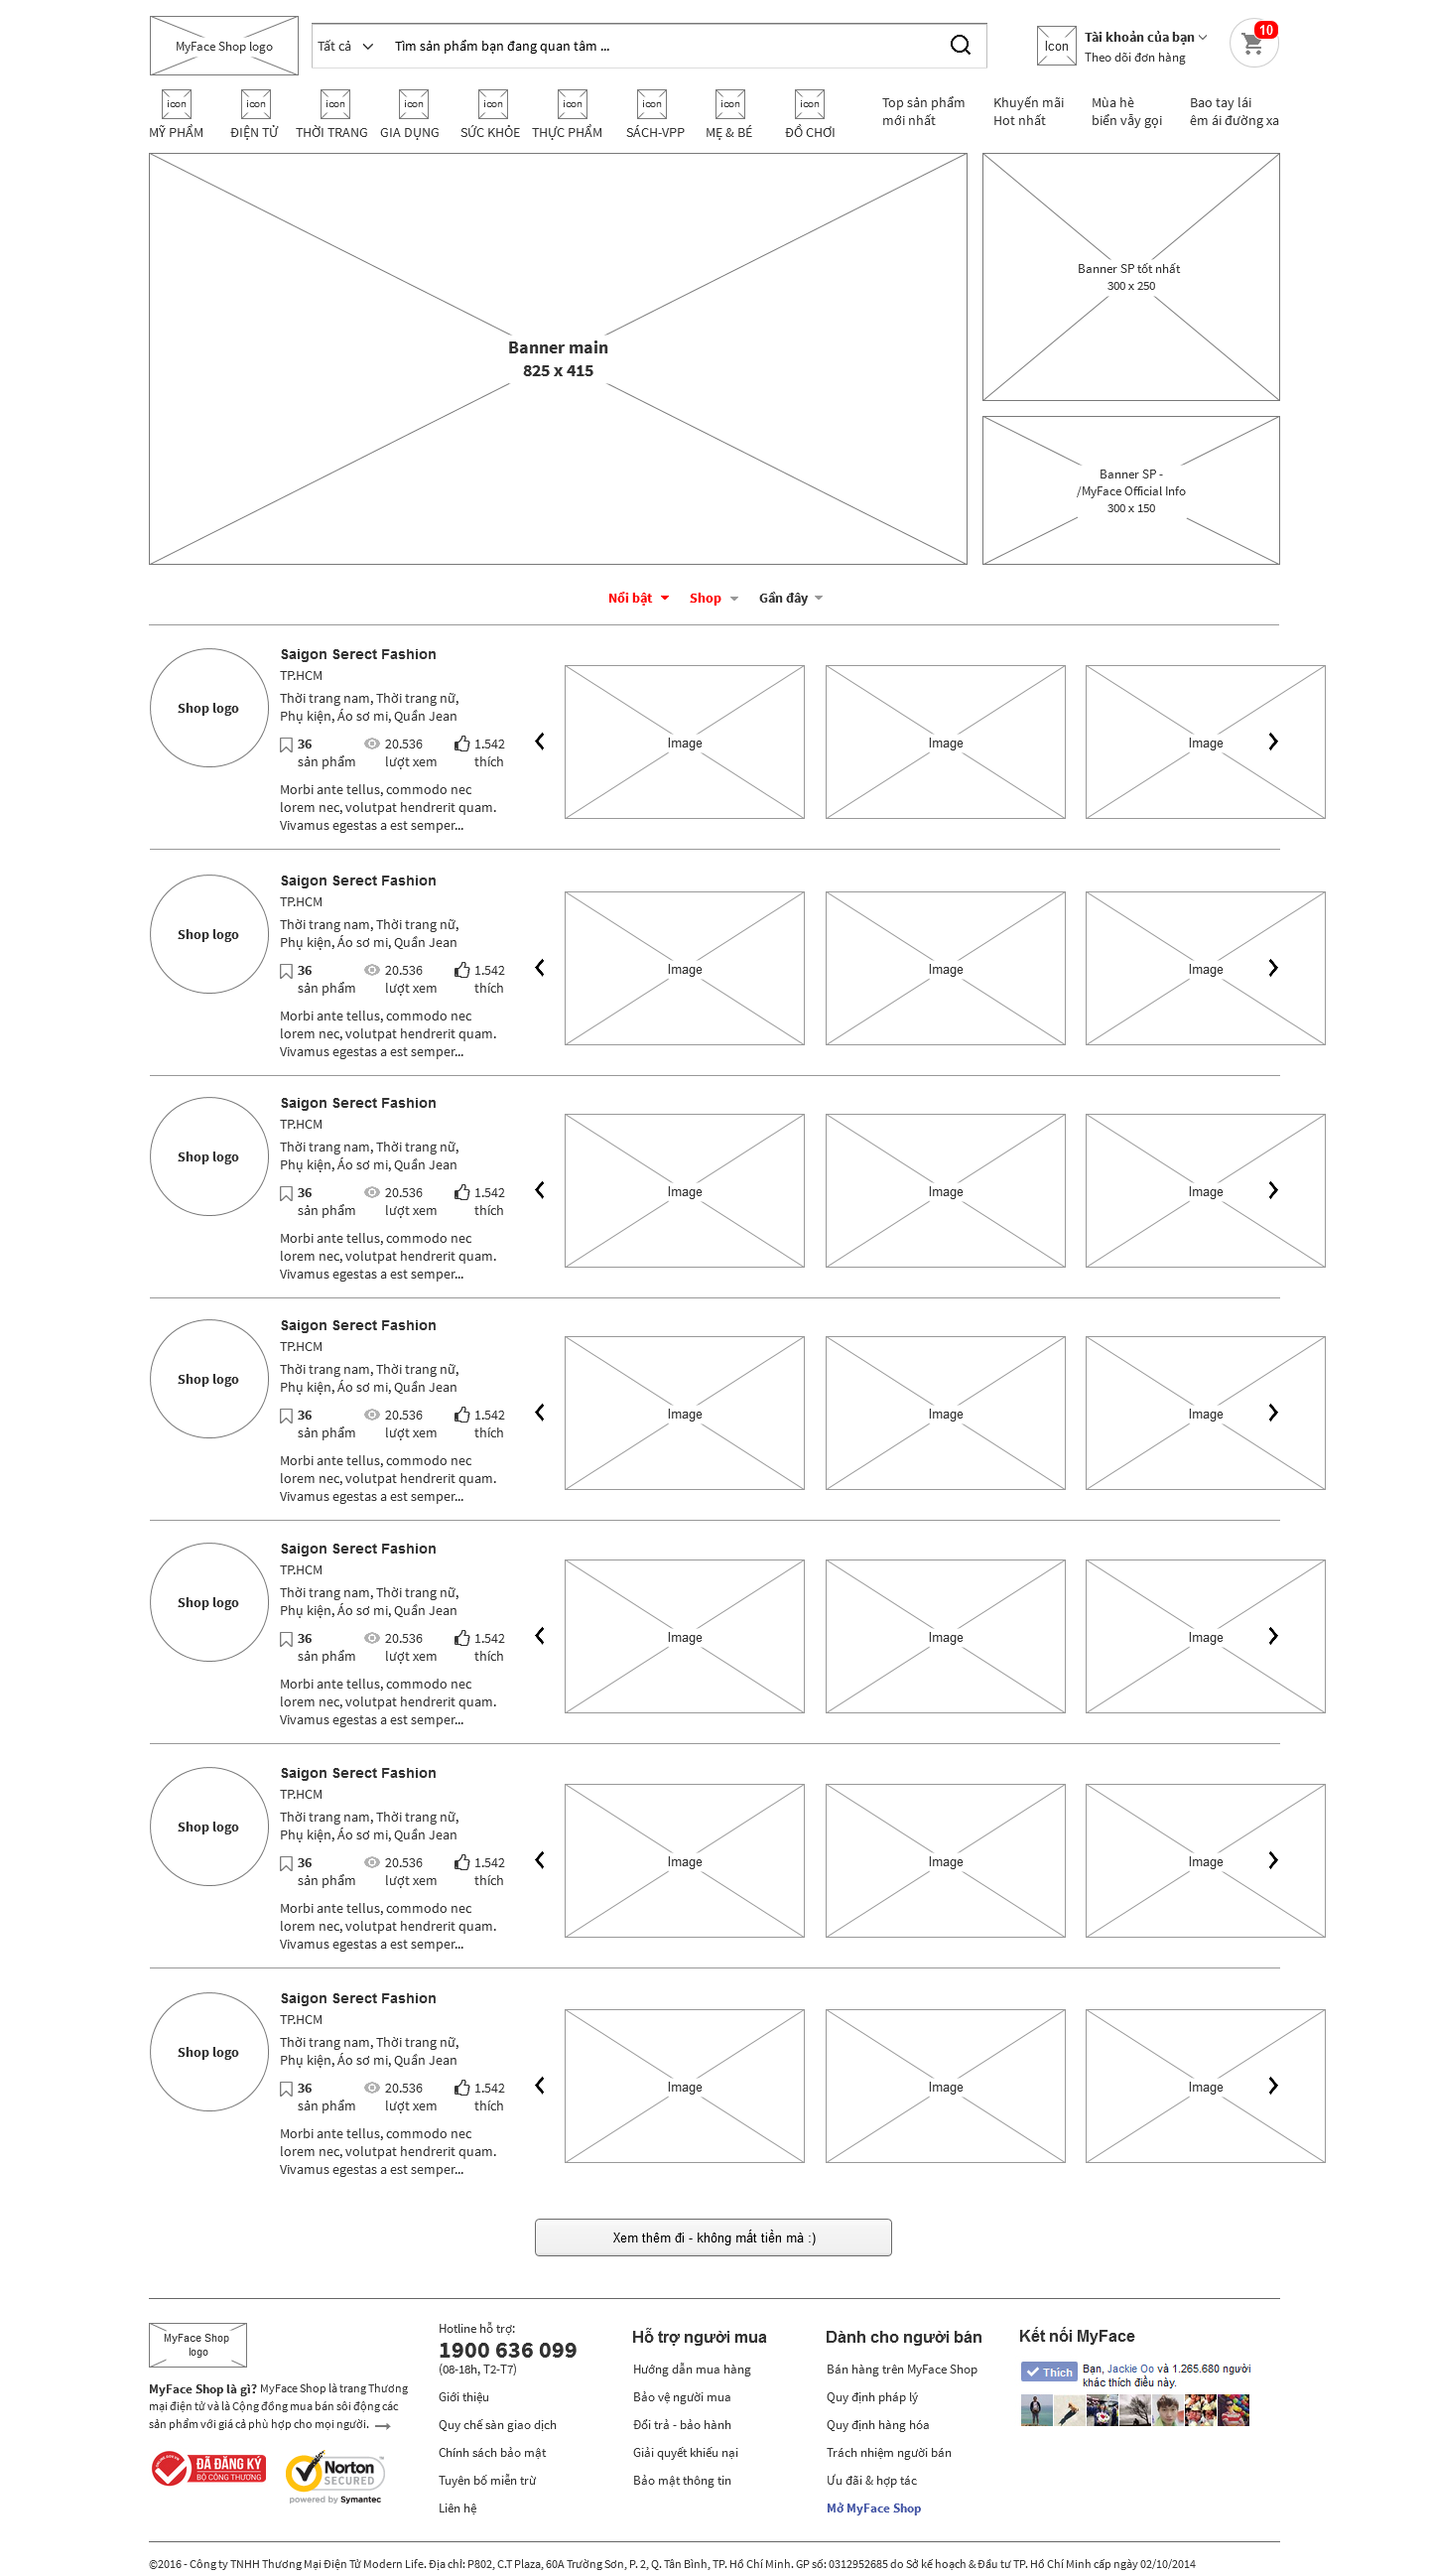 MyFace Shop logo
Tất cả
Tìm sản phẩm bạn đang quan tâm ...
Icon
Tài khoản của bạn
Theo dõi đơn hàng
10
icon
MỸ PHẨM
icon
ĐIỆN TỬ
icon
THỜI TRANG
icon
GIA DỤNG
icon
SỨC KHỎE
icon
THỰC PHẨM
icon
SÁCH-VPP
icon
MẸ & BÉ
icon
ĐỒ CHƠI
Top sản phẩm
mới nhất
Khuyến mãi
Hot nhất
Mùa hè
biển vẫy gọi
Bao tay lái
êm ái đường xa
Banner main
825 x 415
Banner SP tốt nhất
300 x 250
Banner SP -
/MyFace Official Info
300 x 150
Nổi bật
Shop
Gần đây
Shop logo
Saigon Serect Fashion
TP.HCM
Thời trang nam, Thời trang nữ,
Phụ kiện, Áo sơ mi, Quần Jean
36
sản phẩm
20.536
lượt xem
1.542
thích
Morbi ante tellus, commodo nec
lorem nec, volutpat hendrerit quam.
Vivamus egestas a est semper...
Image
Image
Image
Shop logo
Saigon Serect Fashion
TP.HCM
Thời trang nam, Thời trang nữ,
Phụ kiện, Áo sơ mi, Quần Jean
36
sản phẩm
20.536
lượt xem
1.542
thích
Morbi ante tellus, commodo nec
lorem nec, volutpat hendrerit quam.
Vivamus egestas a est semper...
Image
Image
Image
Shop logo
Saigon Serect Fashion
TP.HCM
Thời trang nam, Thời trang nữ,
Phụ kiện, Áo sơ mi, Quần Jean
36
sản phẩm
20.536
lượt xem
1.542
thích
Morbi ante tellus, commodo nec
lorem nec, volutpat hendrerit quam.
Vivamus egestas a est semper...
Image
Image
Image
Shop logo
Saigon Serect Fashion
TP.HCM
Thời trang nam, Thời trang nữ,
Phụ kiện, Áo sơ mi, Quần Jean
36
sản phẩm
20.536
lượt xem
1.542
thích
Morbi ante tellus, commodo nec
lorem nec, volutpat hendrerit quam.
Vivamus egestas a est semper...
Image
Image
Image
Shop logo
Saigon Serect Fashion
TP.HCM
Thời trang nam, Thời trang nữ,
Phụ kiện, Áo sơ mi, Quần Jean
36
sản phẩm
20.536
lượt xem
1.542
thích
Morbi ante tellus, commodo nec
lorem nec, volutpat hendrerit quam.
Vivamus egestas a est semper...
Image
Image
Image
Shop logo
Saigon Serect Fashion
TP.HCM
Thời trang nam, Thời trang nữ,
Phụ kiện, Áo sơ mi, Quần Jean
36
sản phẩm
20.536
lượt xem
1.542
thích
Morbi ante tellus, commodo nec
lorem nec, volutpat hendrerit quam.
Vivamus egestas a est semper...
Image
Image
Image
Shop logo
Saigon Serect Fashion
TP.HCM
Thời trang nam, Thời trang nữ,
Phụ kiện, Áo sơ mi, Quần Jean
36
sản phẩm
20.536
lượt xem
1.542
thích
Morbi ante tellus, commodo nec
lorem nec, volutpat hendrerit quam.
Vivamus egestas a est semper...
Image
Image
Image
Xem thêm đi - không mất tiền mà :)
MyFace Shop
logo
MyFace Shop là gì? MyFace Shop là trang Thương
mại điện tử và là Cộng đồng mua bán sôi động các
sản phẩm với giá cả phù hợp cho mọi người.
ĐÃ ĐĂNG KÝ
BỘ CÔNG THƯƠNG
Norton
SECURED
powered by Symantec
Hotline hỗ trợ:
1900 636 099
(08-18h, T2-T7)
Giới thiệu
Quy chế sàn giao dịch
Chính sách bảo mật
Tuyên bố miễn trừ
Liên hệ
Hỗ trợ người mua
Hướng dẫn mua hàng
Bảo vệ người mua
Đổi trả - bảo hành
Giải quyết khiếu nại
Bảo mật thông tin
Dành cho người bán
Bán hàng trên MyFace Shop
Quy định pháp lý
Quy định hàng hóa
Trách nhiệm người bán
Ưu đãi & hợp tác
Mở MyFace Shop
Kết nối MyFace
Thích
Bạn, Jackie Oo và 1.265.680 người
khác thích điều này.
©2016 - Công ty TNHH Thương Mại Điện Tử Modern Life. Địa chỉ: P802, C.T Plaza, 60A Trường Sơn, P. 2, Q. Tân Bình, TP. Hồ Chí Minh. GP số: 0312952685 do Sở kế hoạch & Đầu tư TP. Hồ Chí Minh cấp ngày 02/10/2014